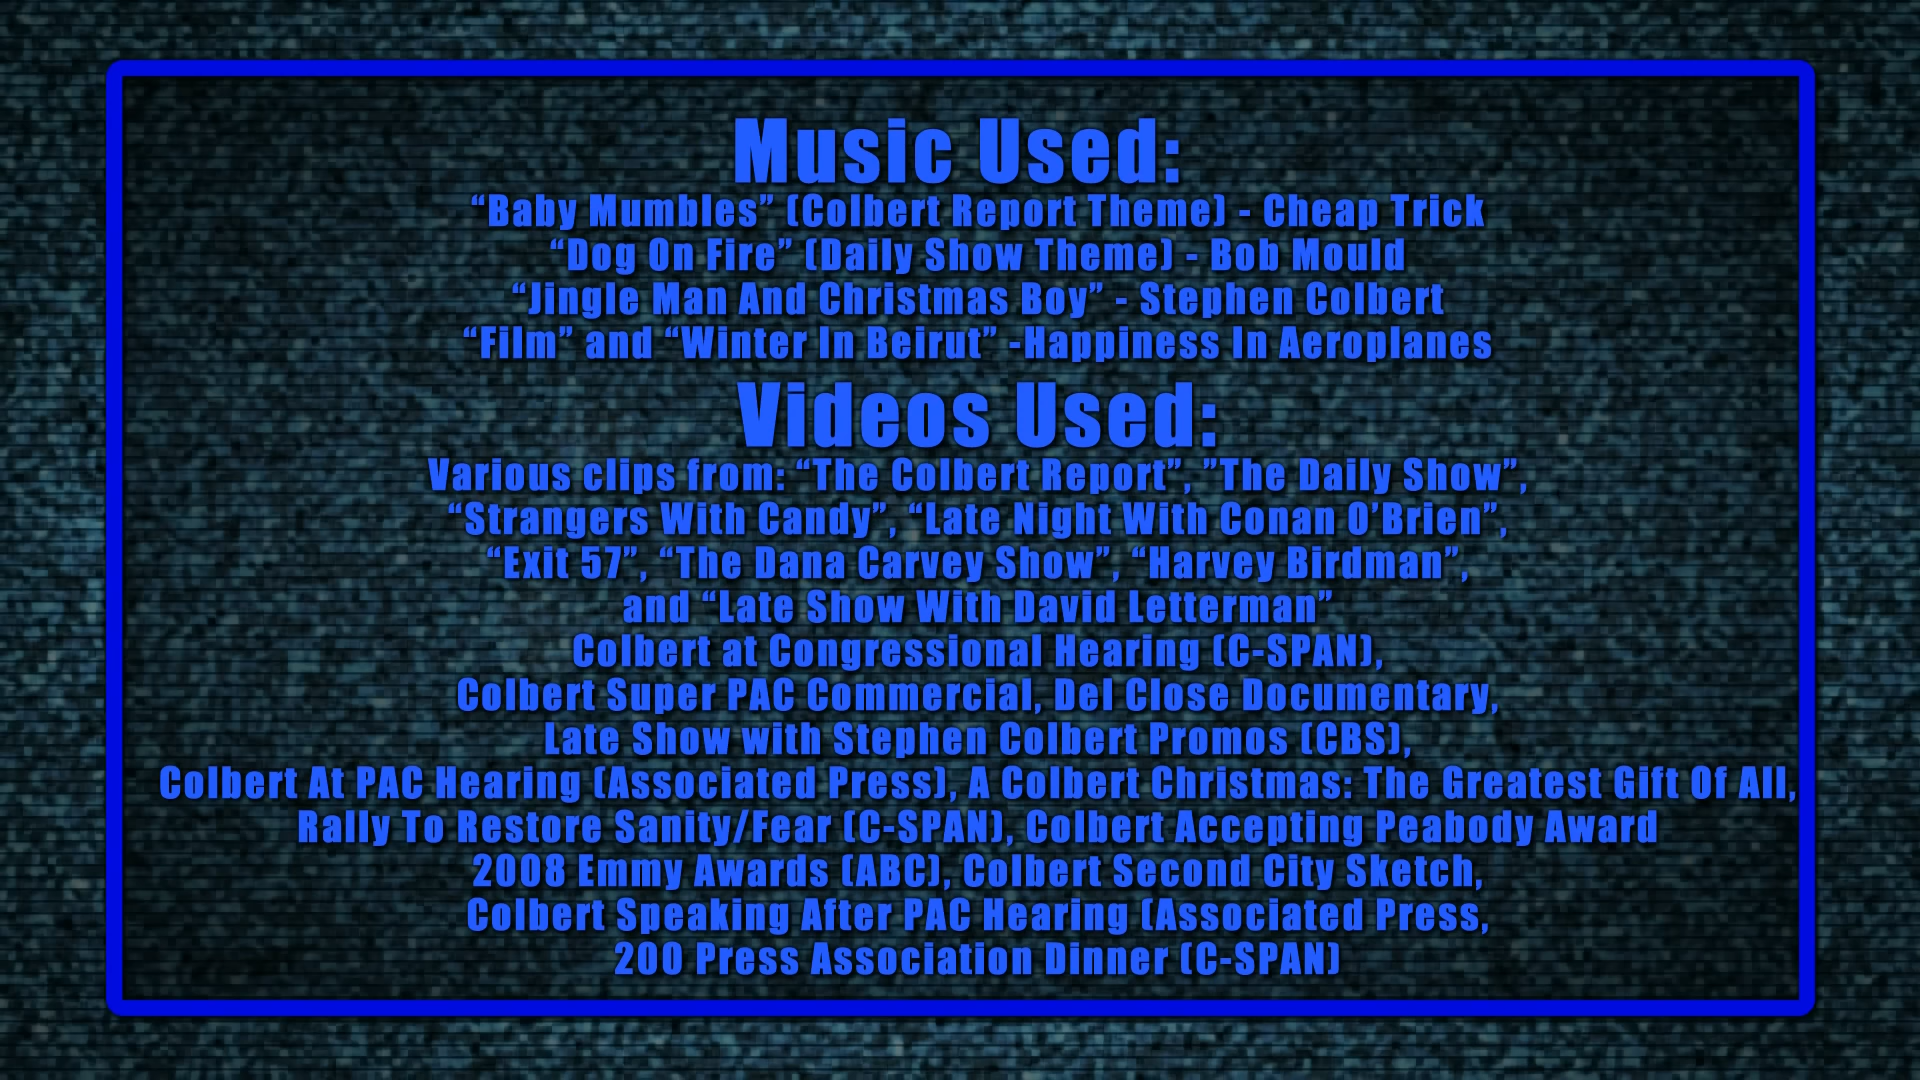 Music Used:
“Baby Mumbles” (Colbert Report Theme) - Cheap Trick
“Dog On Fire” (Daily Show Theme) - Bob Mould
“Jingle Man And Christmas Boy” - Stephen Colbert
“Film” and “Winter In Beirut” -Happiness In Aeroplanes
Videos Used:
Various clips from: “The Colbert Report”, ”The Daily Show”,
“Strangers With Candy”, “Late Night With Conan O’Brien”,
“Exit 57”, “The Dana Carvey Show”, “Harvey Birdman”,
and “Late Show With David Letterman”
Colbert at Congressional Hearing (C-SPAN),
Colbert Super PAC Commercial, Del Close Documentary,
Late Show with Stephen Colbert Promos (CBS),
Colbert At PAC Hearing (Associated Press), A Colbert Christmas: The Greatest Gift Of All,
Rally To Restore Sanity/Fear (C-SPAN), Colbert Accepting Peabody Award
2008 Emmy Awards (ABC), Colbert Second City Sketch,
Colbert Speaking After PAC Hearing (Associated Press,
200 Press Association Dinner (C-SPAN)